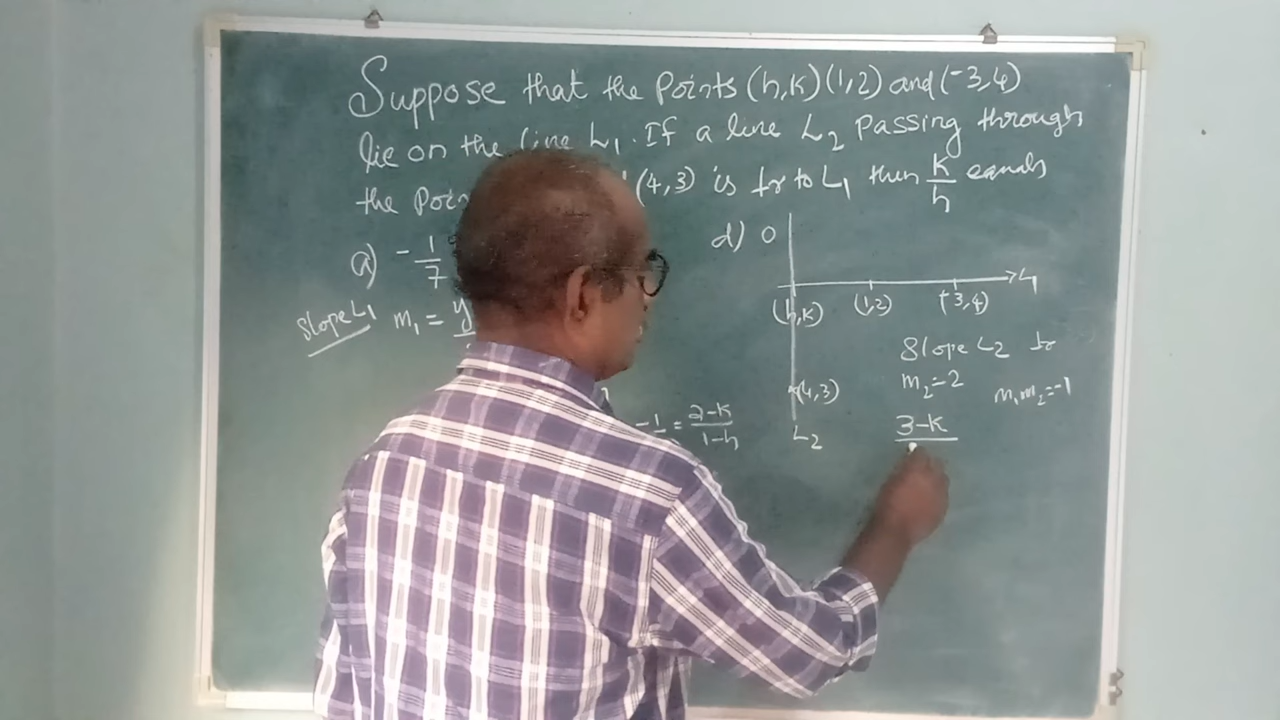 Suppose that the Points (h,k) (1,2) and (-3,4)
lie on the line L₁. If a line L₂ passing through
the (4,3) is to L₁ then k/h equals
a) -1/7 d) 0
L₁
(h,k) (1,2) (-3,4)
Slope L₁ m₁ =
Slope L₂
m₂=2 m₁m₂=-1
(4,3)
-1 = 2-k/1-h
L₂
3-k